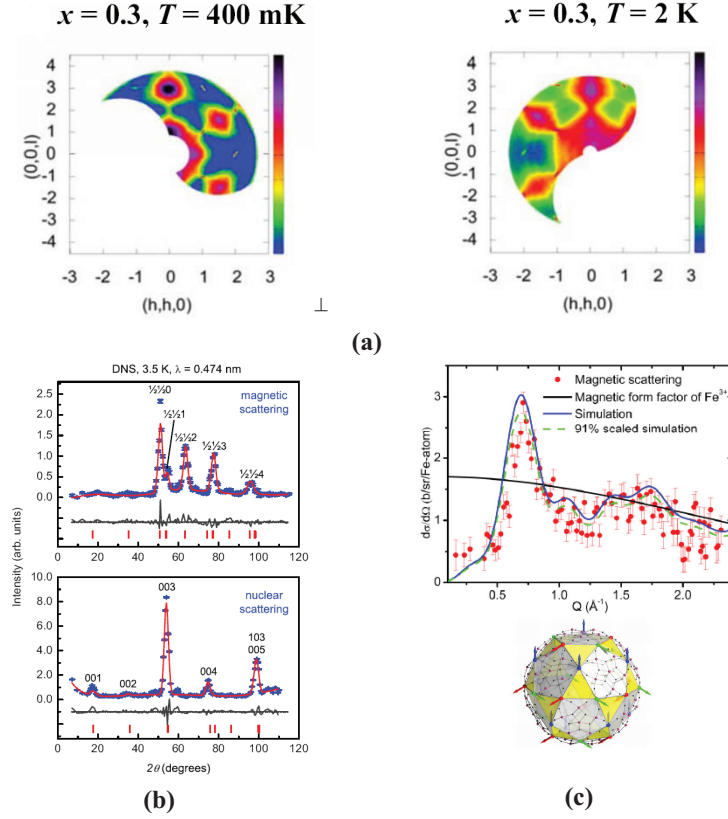 x = 0.3, T = 400 mK
x = 0.3, T = 2 K
4
3
2
1
0
-1
-2
-3
-4
(0,0,l)
-3 -2 -1 0 1 2 3
(h,h,0)
4
3
2
1
0
-1
-2
-3
-4
(0,0,l)
-3 -2 -1 0 1 2 3
(h,h,0)
⊥
(a)
DNS, 3.5 K, λ = 0.474 nm
2.5
2.0
1.5
1.0
0.5
0.0
½½0
½½1
½½2
½½3
½½4
magnetic
scattering
Intensity (arb. units)
10.0
8.0
6.0
4.0
2.0
0.0
nuclear
scattering
001
002
003
004
103
005
0 20 40 60 80 100 120
2θ (degrees)
(b)
Magnetic scattering
Magnetic form factor of Fe³⁺
Simulation
91% scaled simulation
dσ/dΩ (b/sr/Fe-atom)
3
2
1
0
0.5 1.0 1.5 2.0
Q (Å⁻¹)
(c)